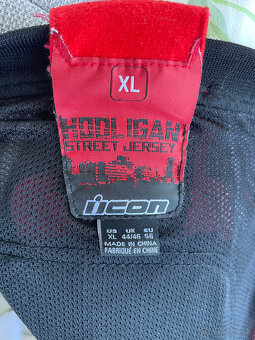 XL
HOOLIGAN
STREET JERSEY
icon
US UK EU
XL 44/46 56
MADE IN CHINA
FABRIQUÉ EN CHINE